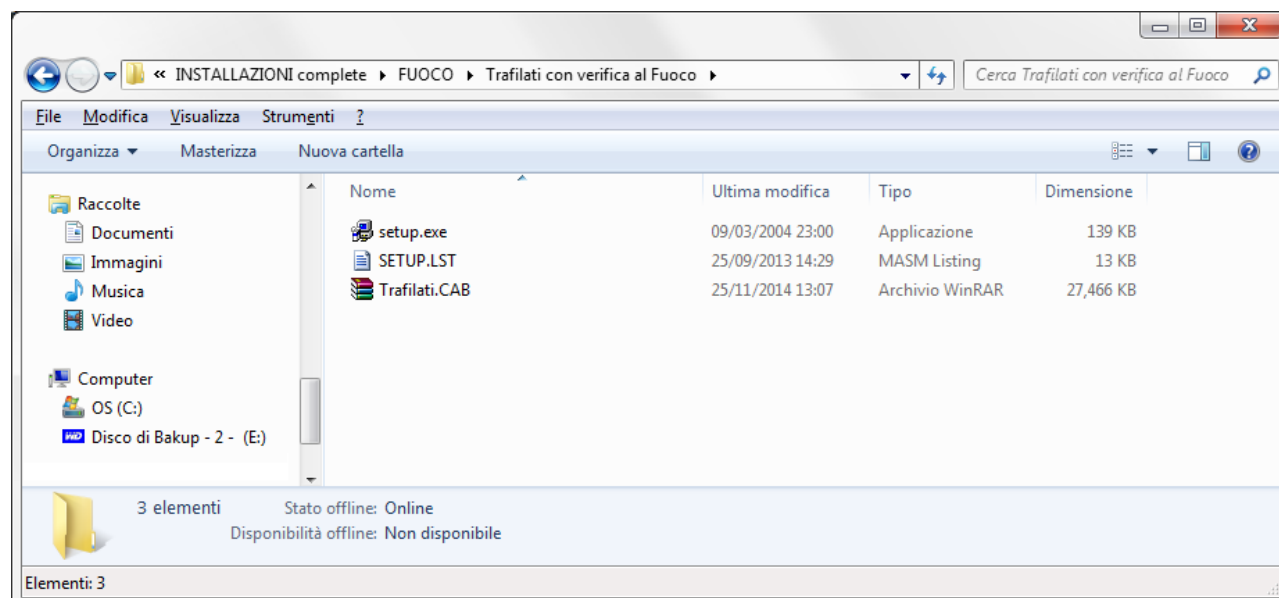 « INSTALLAZIONI complete ▸ FUOCO ▸ Trafilati con verifica al Fuoco ▸ Cerca Trafilati con verifica al Fuoco
File Modifica Visualizza Strumenti ?
Organizza Masterizza Nuova cartella
Nome Ultima modifica Tipo Dimensione
Raccolte
Documenti
Immagini
Musica
Video
Computer
OS (C:)
WD Disco di Bakup - 2 - (E:)
setup.exe 09/03/2004 23:00 Applicazione 139 KB
SETUP.LST 25/09/2013 14:29 MASM Listing 13 KB
Trafilati.CAB 25/11/2014 13:07 Archivio WinRAR 27,466 KB
3 elementi Stato offline: Online
Disponibilità offline: Non disponibile
Elementi: 3